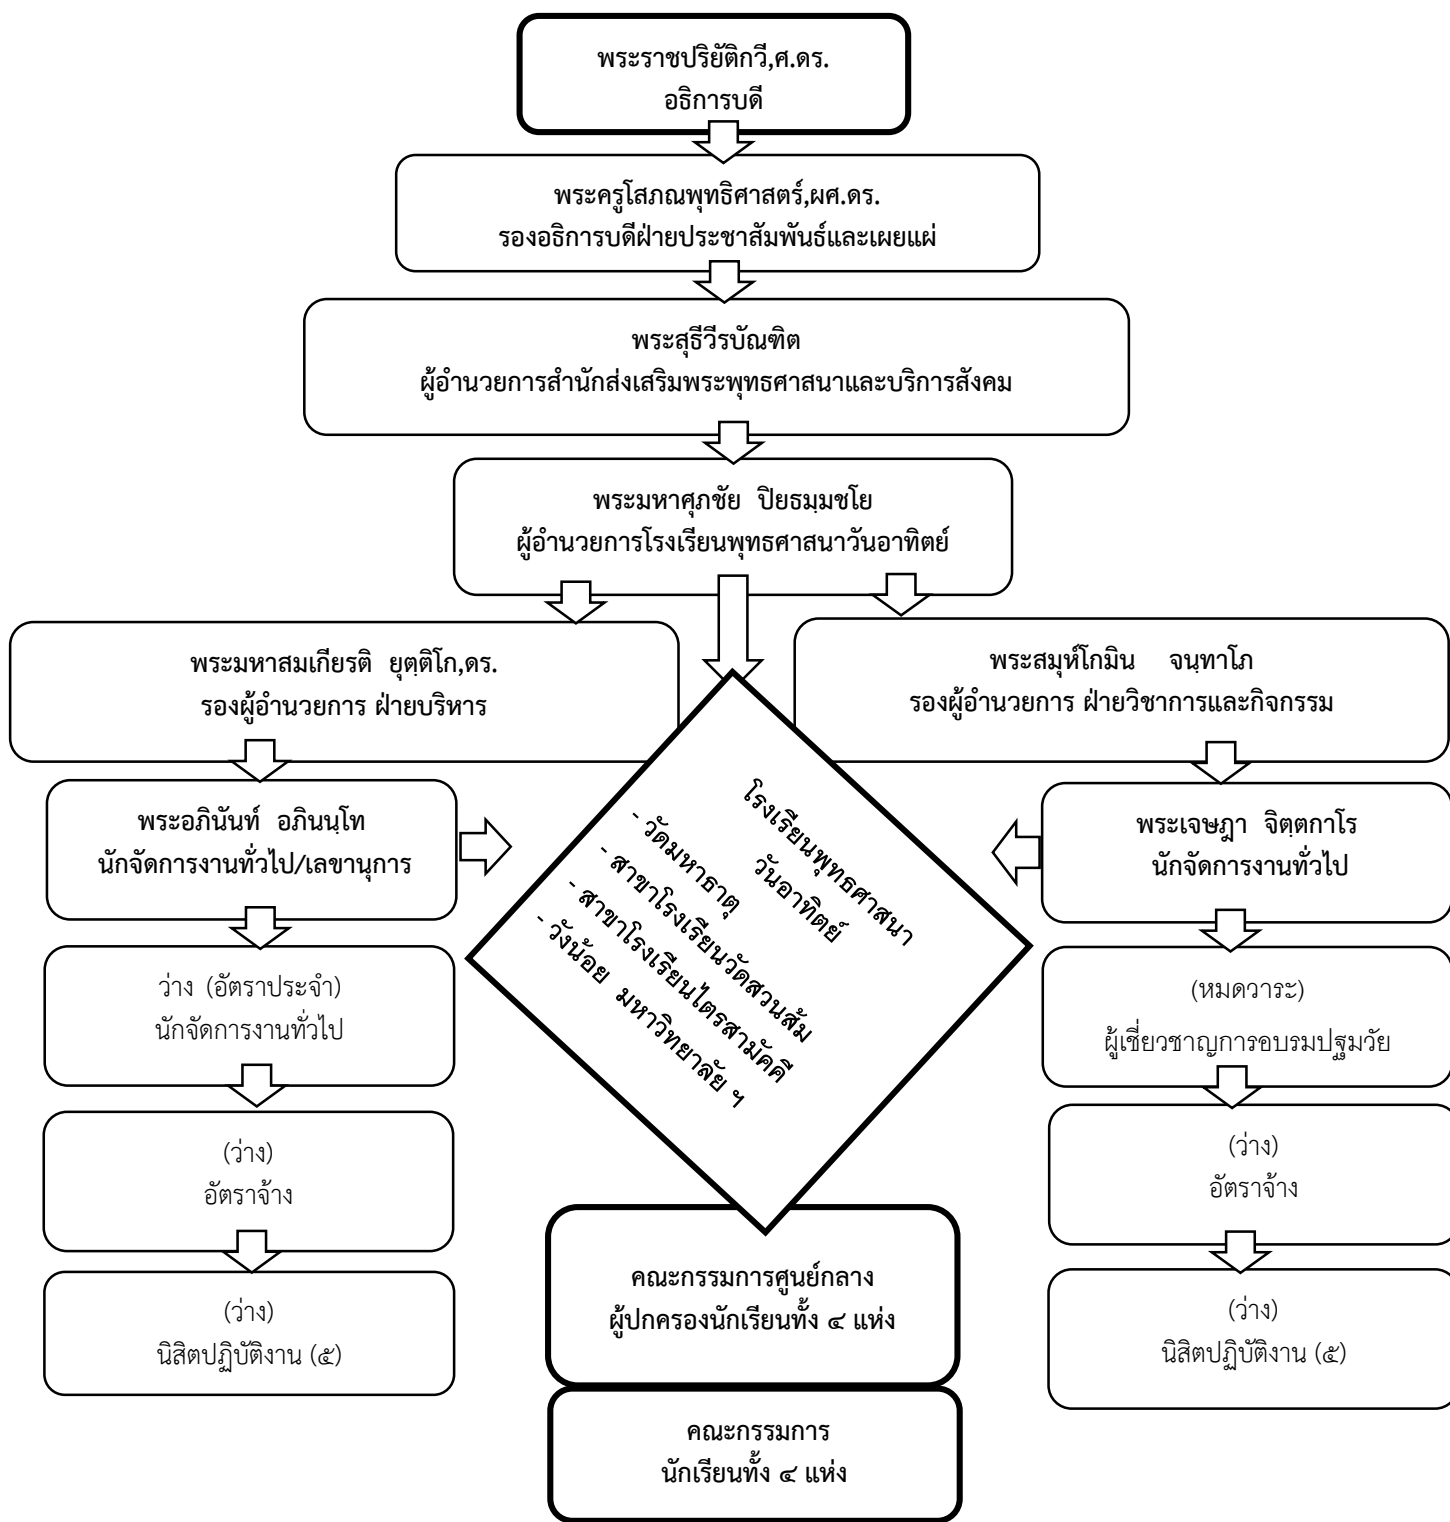 พระราชปริยัติกวี,ศ.ดร.
อธิการบดี
พระครูโสภณพุทธิศาสตร์,ผศ.ดร.
รองอธิการบดีฝ่ายประชาสัมพันธ์และเผยแผ่
พระสุธีวีรบัณฑิต
ผู้อำนวยการสำนักส่งเสริมพระพุทธศาสนาและบริการสังคม
พระมหาศุภชัย ปิยธมฺมชโย
ผู้อำนวยการโรงเรียนพุทธศาสนาวันอาทิตย์
พระมหาสมเกียรติ ยุตฺติโก,ดร.
รองผู้อำนวยการ ฝ่ายบริหาร
พระสมุห์โกมิน จนฺทาโภ
รองผู้อำนวยการ ฝ่ายวิชาการและกิจกรรม
พระอภินันท์ อภินนฺโท
นักจัดการงานทั่วไป/เลขานุการ
โรงเรียนพุทธศาสนา
วันอาทิตย์
- วัดมหาธาตุ
- สาขาโรงเรียนวัดสวนส้ม
- สาขาโรงเรียนไตรสามัคคี
- วังน้อย มหาวิทยาลัย ฯ
พระเจษฎา จิตฺตกาโร
นักจัดการงานทั่วไป
ว่าง (อัตราประจำ)
นักจัดการงานทั่วไป
(หมดวาระ)
ผู้เชี่ยวชาญการอบรมปฐมวัย
(ว่าง)
อัตราจ้าง
(ว่าง)
อัตราจ้าง
(ว่าง)
นิสิตปฏิบัติงาน (๕)
คณะกรรมการศูนย์กลาง
ผู้ปกครองนักเรียนทั้ง ๔ แห่ง
(ว่าง)
นิสิตปฏิบัติงาน (๕)
คณะกรรมการ
นักเรียนทั้ง ๔ แห่ง